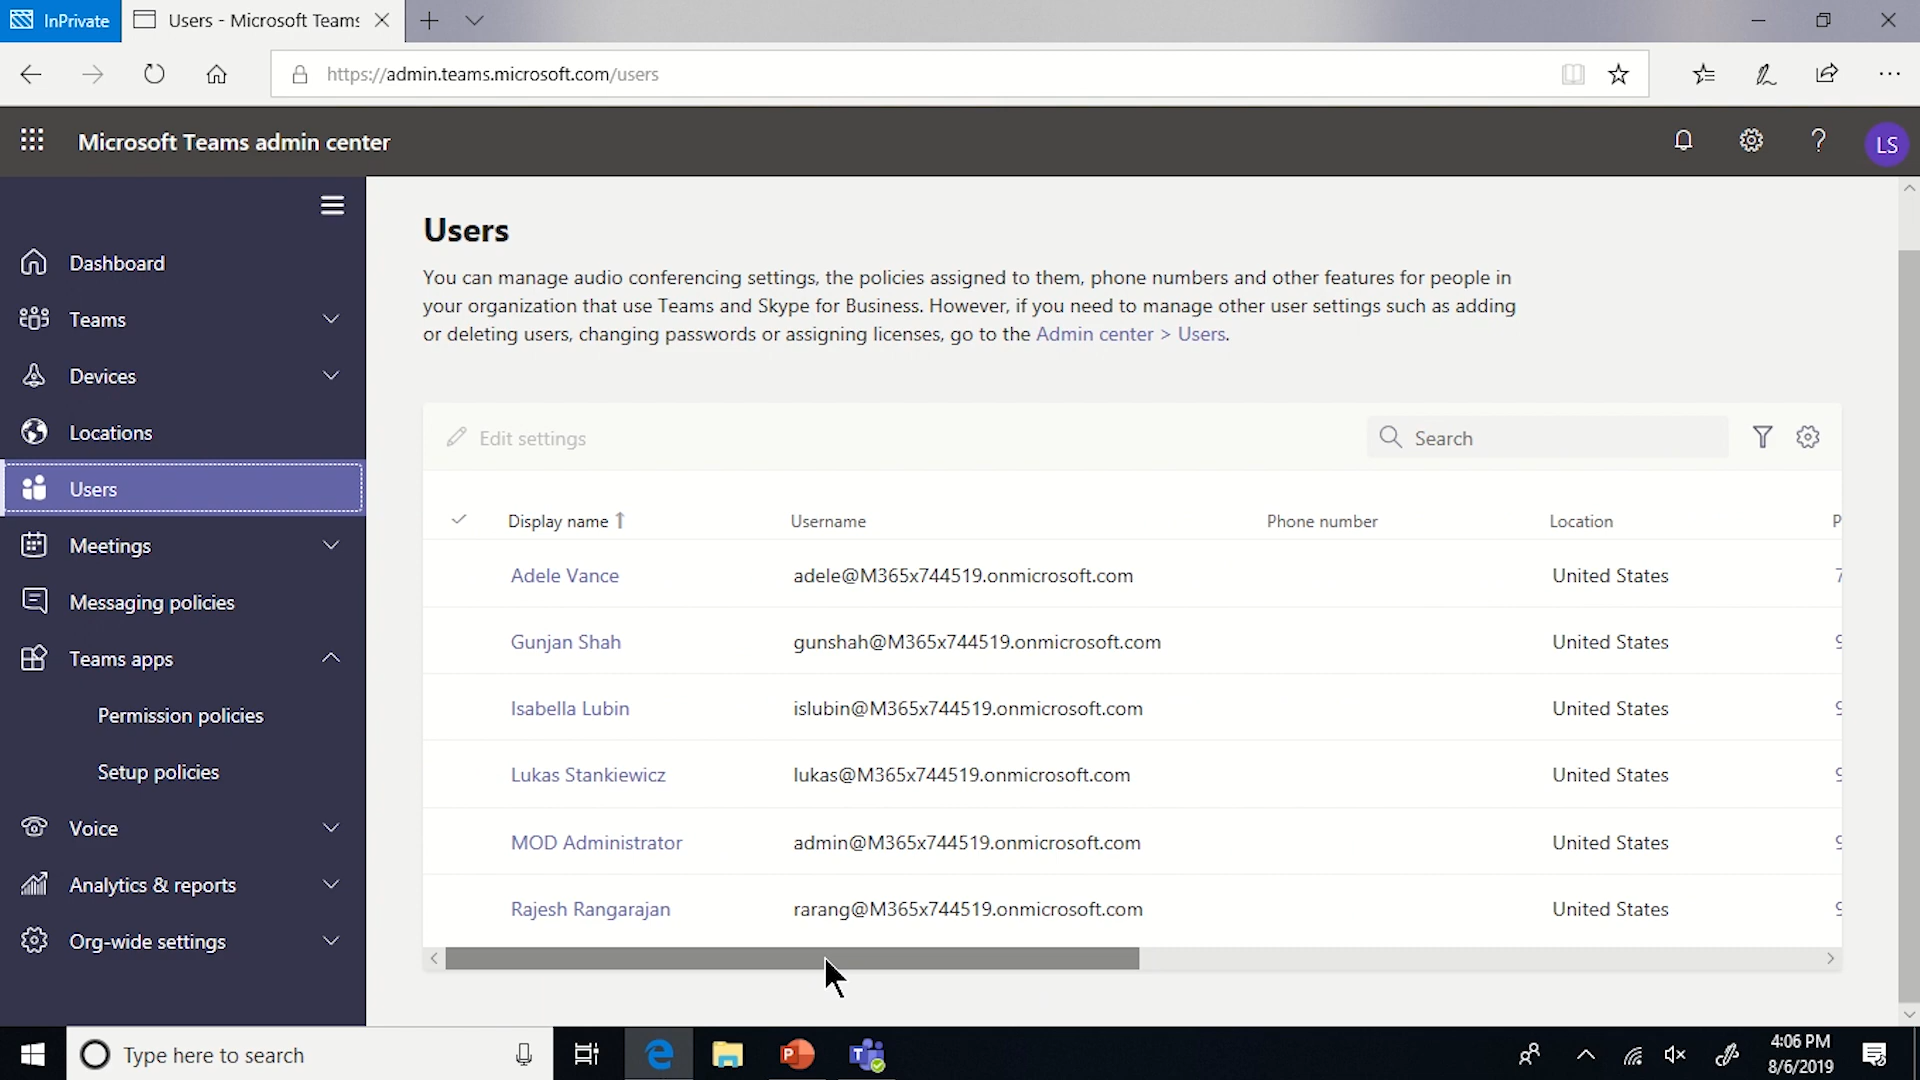 InPrivate
Users - Microsoft Teams
https://admin.teams.microsoft.com/users
Microsoft Teams admin center
LS
Dashboard
Teams
Devices
Locations
Users
Meetings
Messaging policies
Teams apps
Permission policies
Setup policies
Voice
Analytics & reports
Org-wide settings
Users
You can manage audio conferencing settings, the policies assigned to them, phone numbers and other features for people in
your organization that use Teams and Skype for Business. However, if you need to manage other user settings such as adding
or deleting users, changing passwords or assigning licenses, go to the Admin center > Users.
Edit settings
Search
Display name Username Phone number Location P
Adele Vance adele@M365x744519.onmicrosoft.com United States
Gunjan Shah gunshah@M365x744519.onmicrosoft.com United States
Isabella Lubin islubin@M365x744519.onmicrosoft.com United States
Lukas Stankiewicz lukas@M365x744519.onmicrosoft.com United States
MOD Administrator admin@M365x744519.onmicrosoft.com United States
Rajesh Rangarajan rarang@M365x744519.onmicrosoft.com United States
Type here to search
4:06 PM
8/6/2019